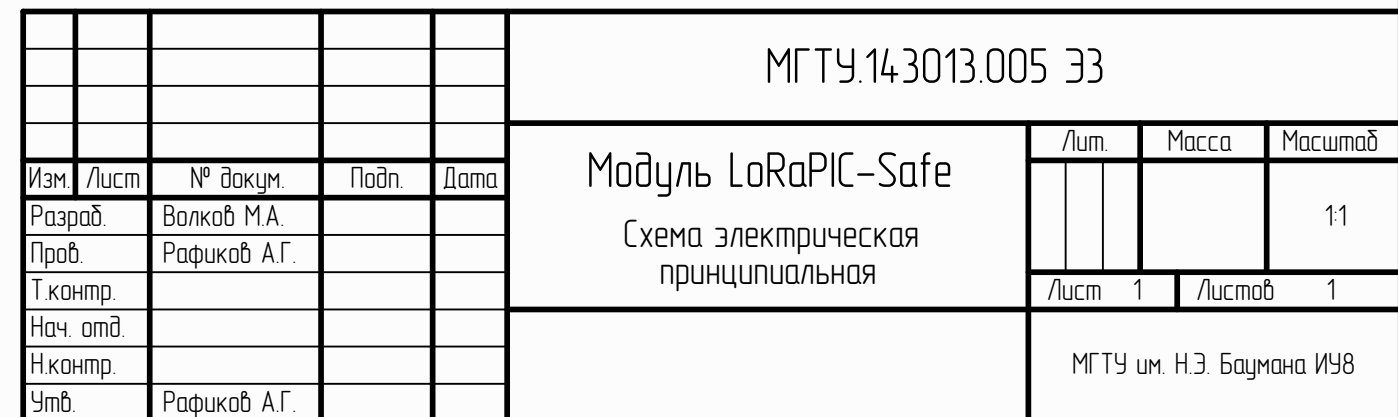 МГТУ.143013.005 Э3
Модуль LoRaPIC-Safe
Схема электрическая
принципиальная
Лит. Масса Масштаб
1:1
Лист 1 Листов 1
МГТУ им. Н.Э. Баумана ИУ8
Изм. Лист № докум. Подп. Дата
Разраб. Волков М.А.
Пров. Рафиков А.Г.
Т.контр.
Нач. отд.
Н.контр.
Утв. Рафиков А.Г.